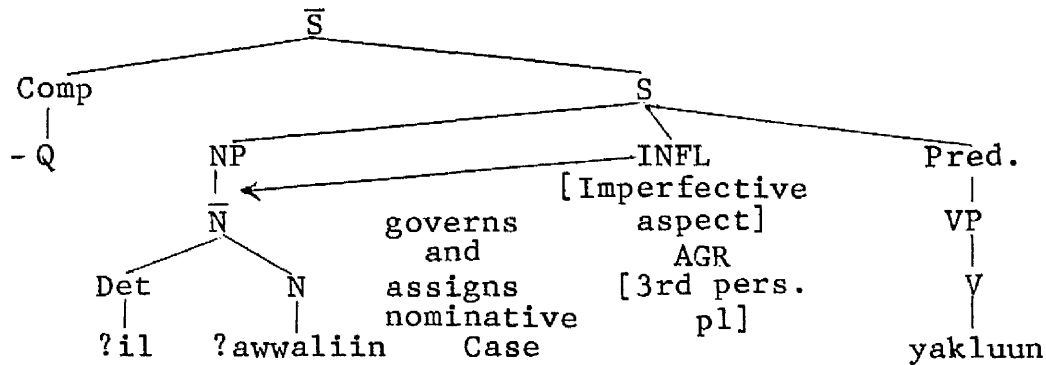 S̅
Comp S
- Q NP INFL Pred.
[Imperfective
N̅ governs aspect] VP
and AGR
Det N assigns [3rd pers. V
nominative pl]
?il ?awwaliin Case yakluun